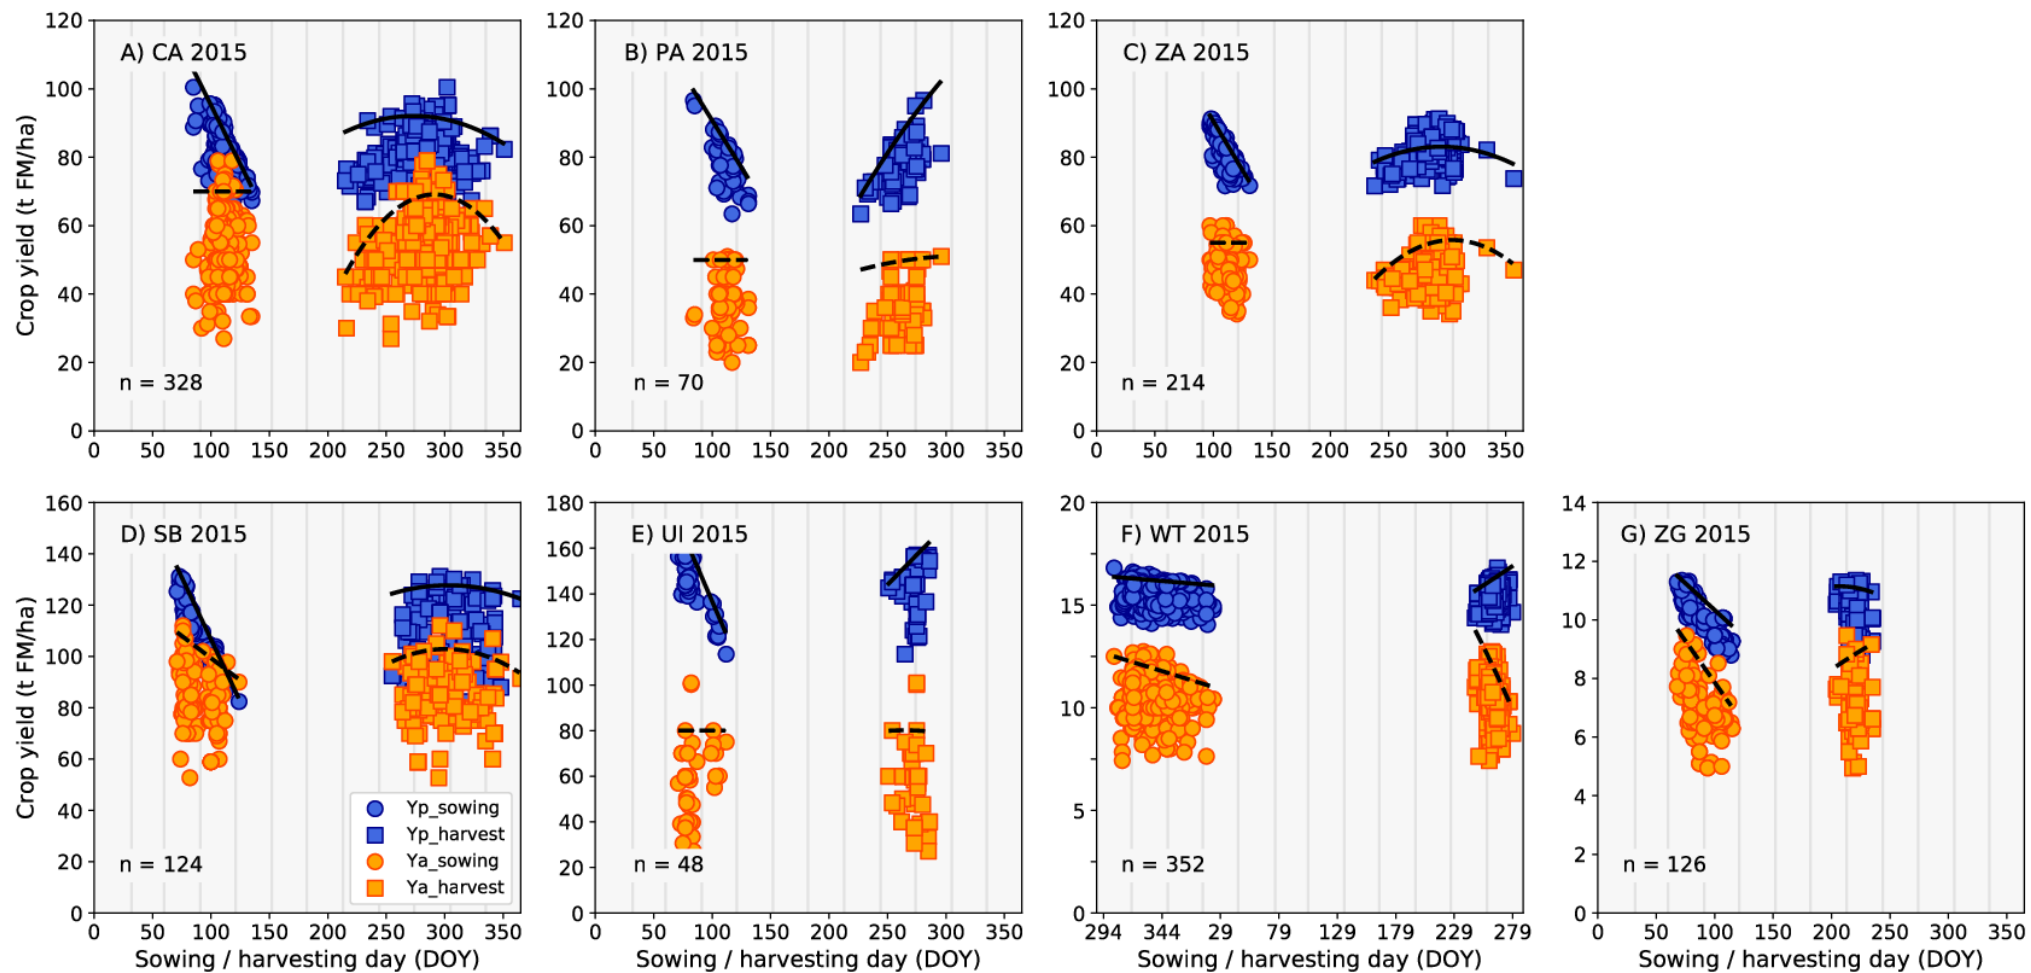 A) CA 2015
B) PA 2015
C) ZA 2015
Crop yield (t FM/ha)
120
100
80
60
40
20
0
n = 328
0 50 100 150 200 250 300 350
120
100
80
60
40
20
0
n = 70
0 50 100 150 200 250 300 350
120
100
80
60
40
20
0
n = 214
0 50 100 150 200 250 300 350
D) SB 2015
E) UI 2015
F) WT 2015
G) ZG 2015
Crop yield (t FM/ha)
160
140
120
100
80
60
40
20
0
n = 124
Yp_sowing
Yp_harvest
Ya_sowing
Ya_harvest
0 50 100 150 200 250 300 350
Sowing / harvesting day (DOY)
180
160
140
120
100
80
60
40
20
0
n = 48
0 50 100 150 200 250 300 350
Sowing / harvesting day (DOY)
20
15
10
5
0
n = 352
294 344 29 79 129 179 229 279
Sowing / harvesting day (DOY)
14
12
10
8
6
4
2
0
n = 126
0 50 100 150 200 250 300 350
Sowing / harvesting day (DOY)